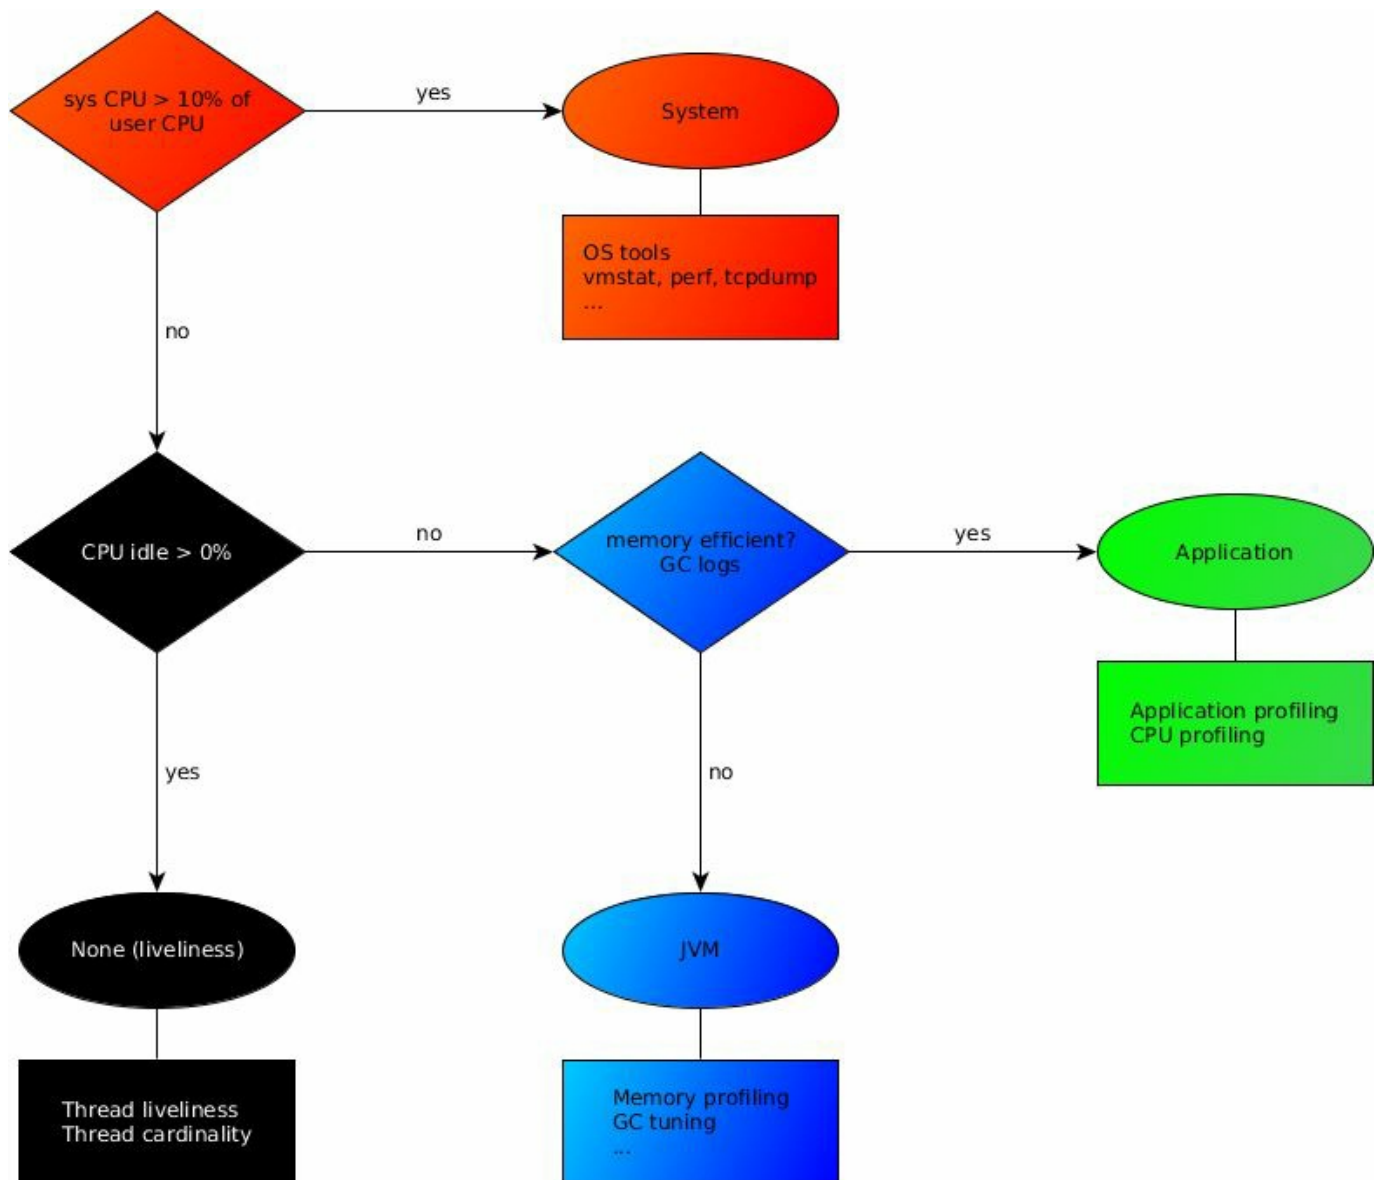 sys CPU > 10% of
user CPU
yes
System
OS tools
vmstat, perf, tcpdump
...
no
CPU idle > 0%
no
memory efficient?
GC logs
yes
Application
Application profiling
CPU profiling
yes
no
None (liveliness)
JVM
Thread liveliness
Thread cardinality
Memory profiling
GC tuning
...